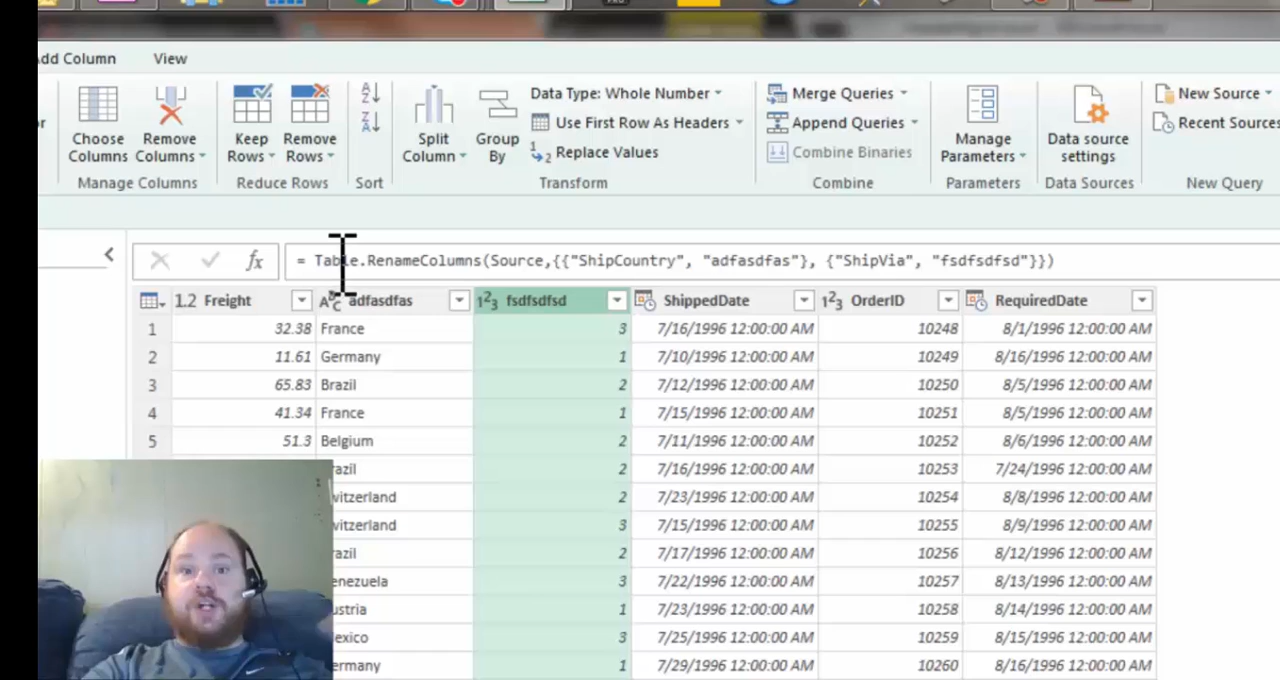 dd Column View
Choose Columns
Remove Columns
Manage Columns
Keep Rows
Remove Rows
Reduce Rows
A Z
Z A
Sort
Split Column
Group By
Data Type: Whole Number
Use First Row As Headers
1 2 Replace Values
Transform
Merge Queries
Append Queries
Combine Binaries
Combine
Manage Parameters
Parameters
Data source settings
Data Sources
New Source
Recent Sources
New Query
fx = Table.RenameColumns(Source,{{"ShipCountry", "adfasdfas"}, {"ShipVia", "fsdfsdfsd"}})
1.2 Freight ABC adfasdfas 123 fsdfsdfsd ShippedDate 123 OrderID RequiredDate
1 32.38 France 3 7/16/1996 12:00:00 AM 10248 8/1/1996 12:00:00 AM
2 11.61 Germany 1 7/10/1996 12:00:00 AM 10249 8/16/1996 12:00:00 AM
3 65.83 Brazil 2 7/12/1996 12:00:00 AM 10250 8/5/1996 12:00:00 AM
4 41.34 France 1 7/15/1996 12:00:00 AM 10251 8/5/1996 12:00:00 AM
5 51.3 Belgium 2 7/11/1996 12:00:00 AM 10252 8/6/1996 12:00:00 AM
razil 2 7/16/1996 12:00:00 AM 10253 7/24/1996 12:00:00 AM
witzerland 2 7/23/1996 12:00:00 AM 10254 8/8/1996 12:00:00 AM
witzerland 3 7/15/1996 12:00:00 AM 10255 8/9/1996 12:00:00 AM
razil 2 7/17/1996 12:00:00 AM 10256 8/12/1996 12:00:00 AM
enezuela 3 7/22/1996 12:00:00 AM 10257 8/13/1996 12:00:00 AM
ustria 1 7/23/1996 12:00:00 AM 10258 8/14/1996 12:00:00 AM
exico 3 7/25/1996 12:00:00 AM 10259 8/15/1996 12:00:00 AM
ermany 1 7/29/1996 12:00:00 AM 10260 8/16/1996 12:00:00 AM